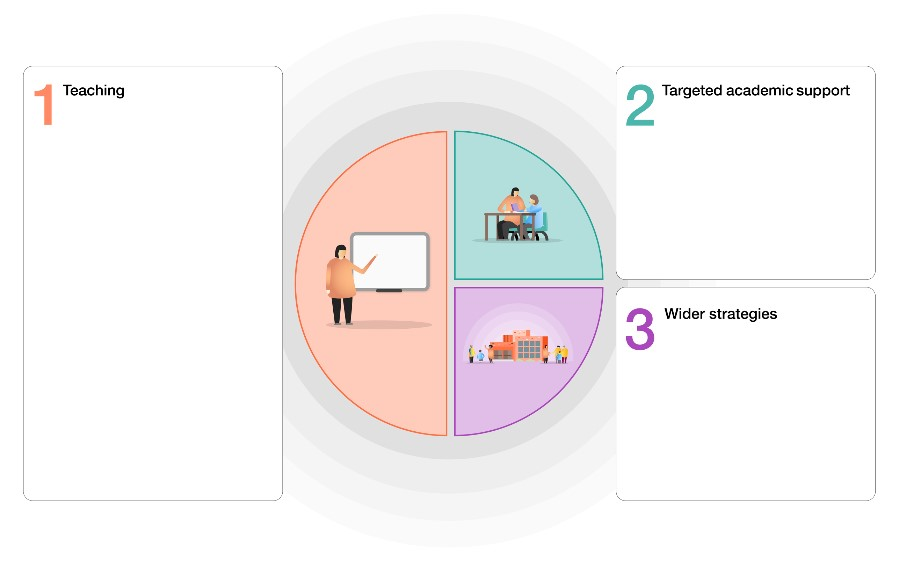 1 Teaching
2 Targeted academic support
3 Wider strategies